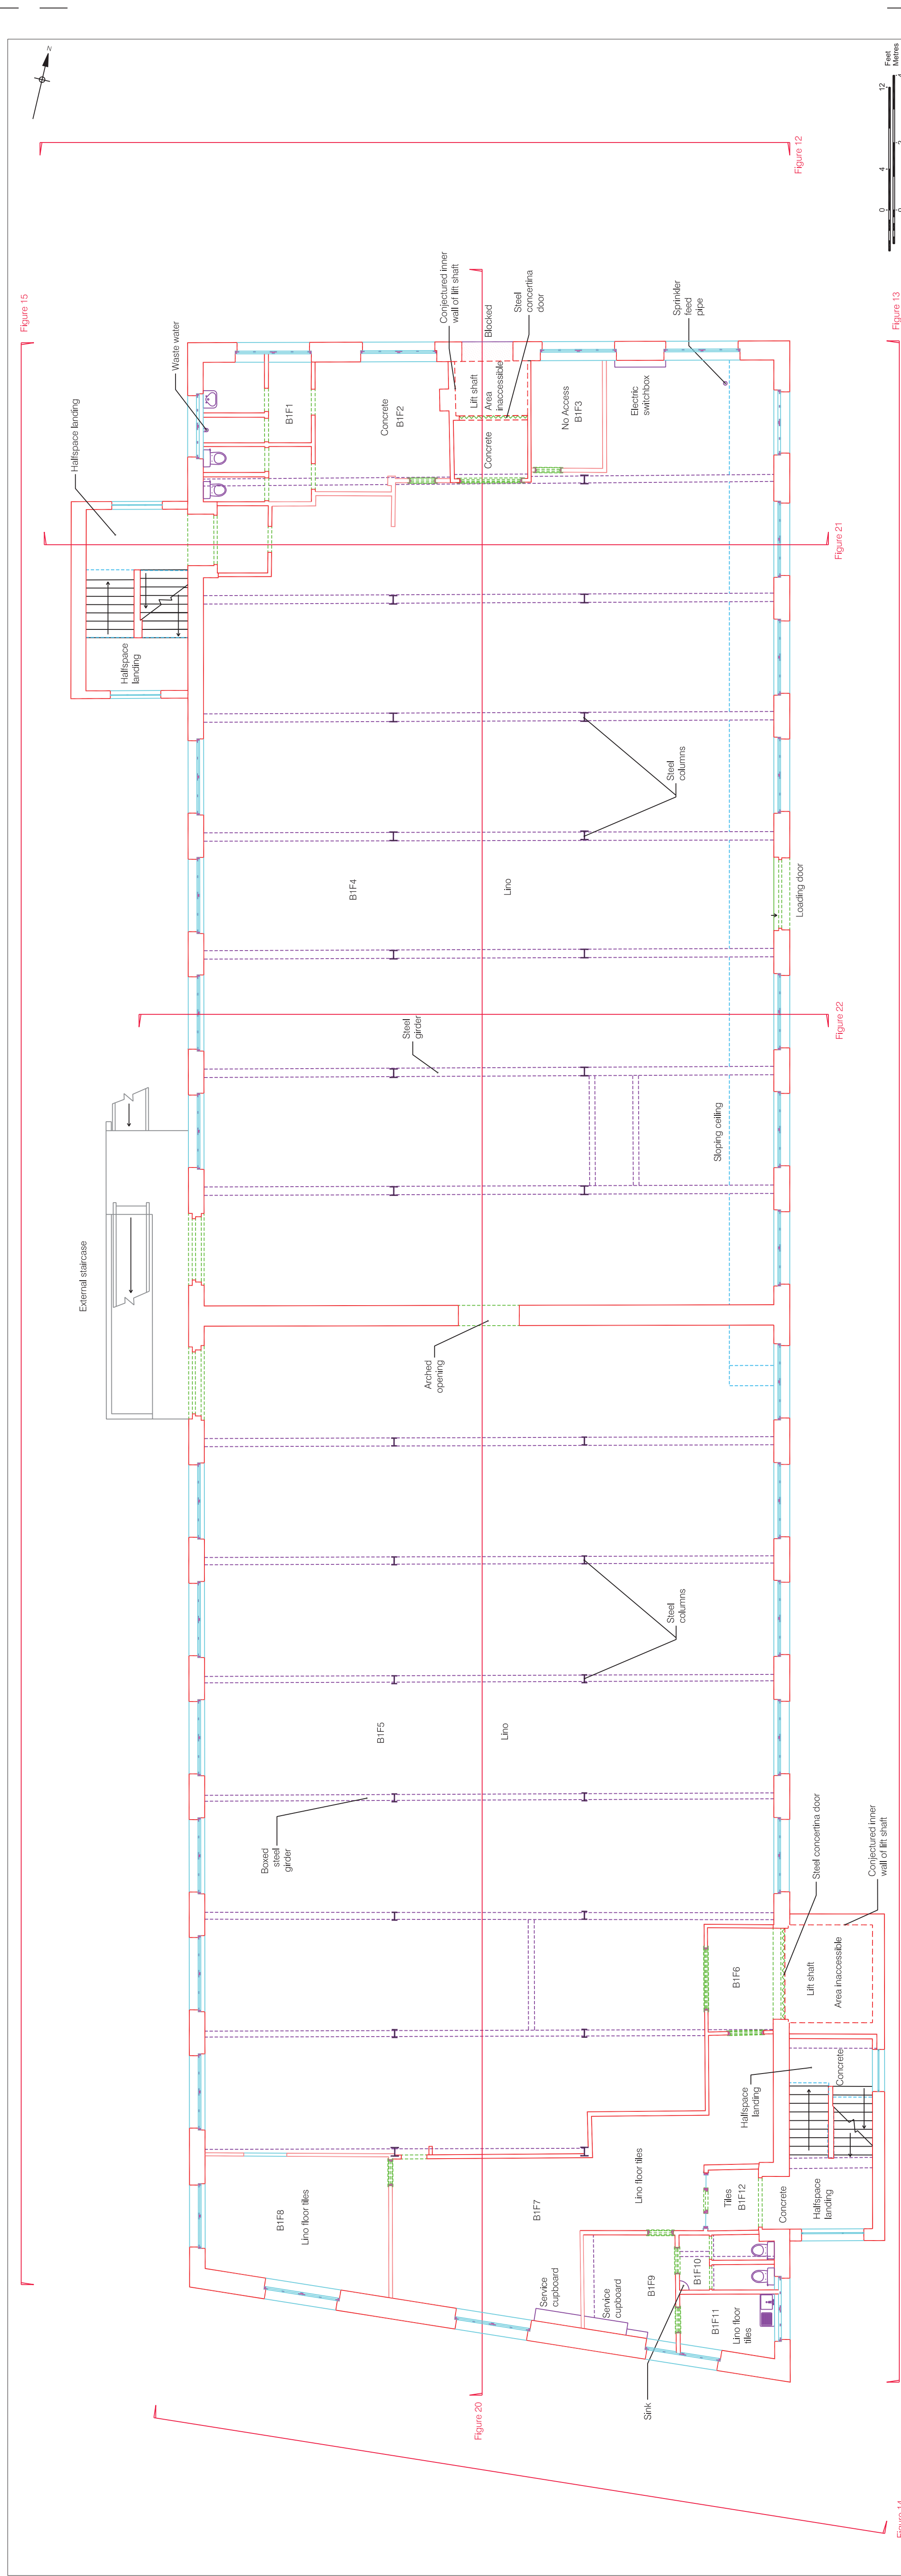 N
Figure 12
12
Feet
Metres
4
0
0
Figure 15
Figure 13
Halfspace landing
Waste water
Conjectured inner
wall of lift shaft
Blocked
Steel
concertina
door
Sprinkler
feed
pipe
B1F1
Concrete
B1F2
Lift shaft
Area
inaccessible
Concrete
No Access
B1F3
Electric
switchbox
Figure 21
Halfspace
landing
Steel
columns
B1F4
Lino
Loading door
Figure 22
Steel
girder
Sloping ceiling
External staircase
Arched
opening
Steel
columns
B1F5
Lino
Boxed
steel
girder
Steel concertina door
Conjectured inner
wall of lift shaft
B1F6
Lift shaft
Area inaccessible
Halfspace
landing
Concrete
B1F8
Lino floor tiles
B1F7
Lino floor tiles
Tiles
B1F12
Concrete
Halfspace
landing
Service
cupboard
Service
cupboard
B1F9
B1F10
B1F11
Lino floor
tiles
Sink
Figure 20
Figure 14